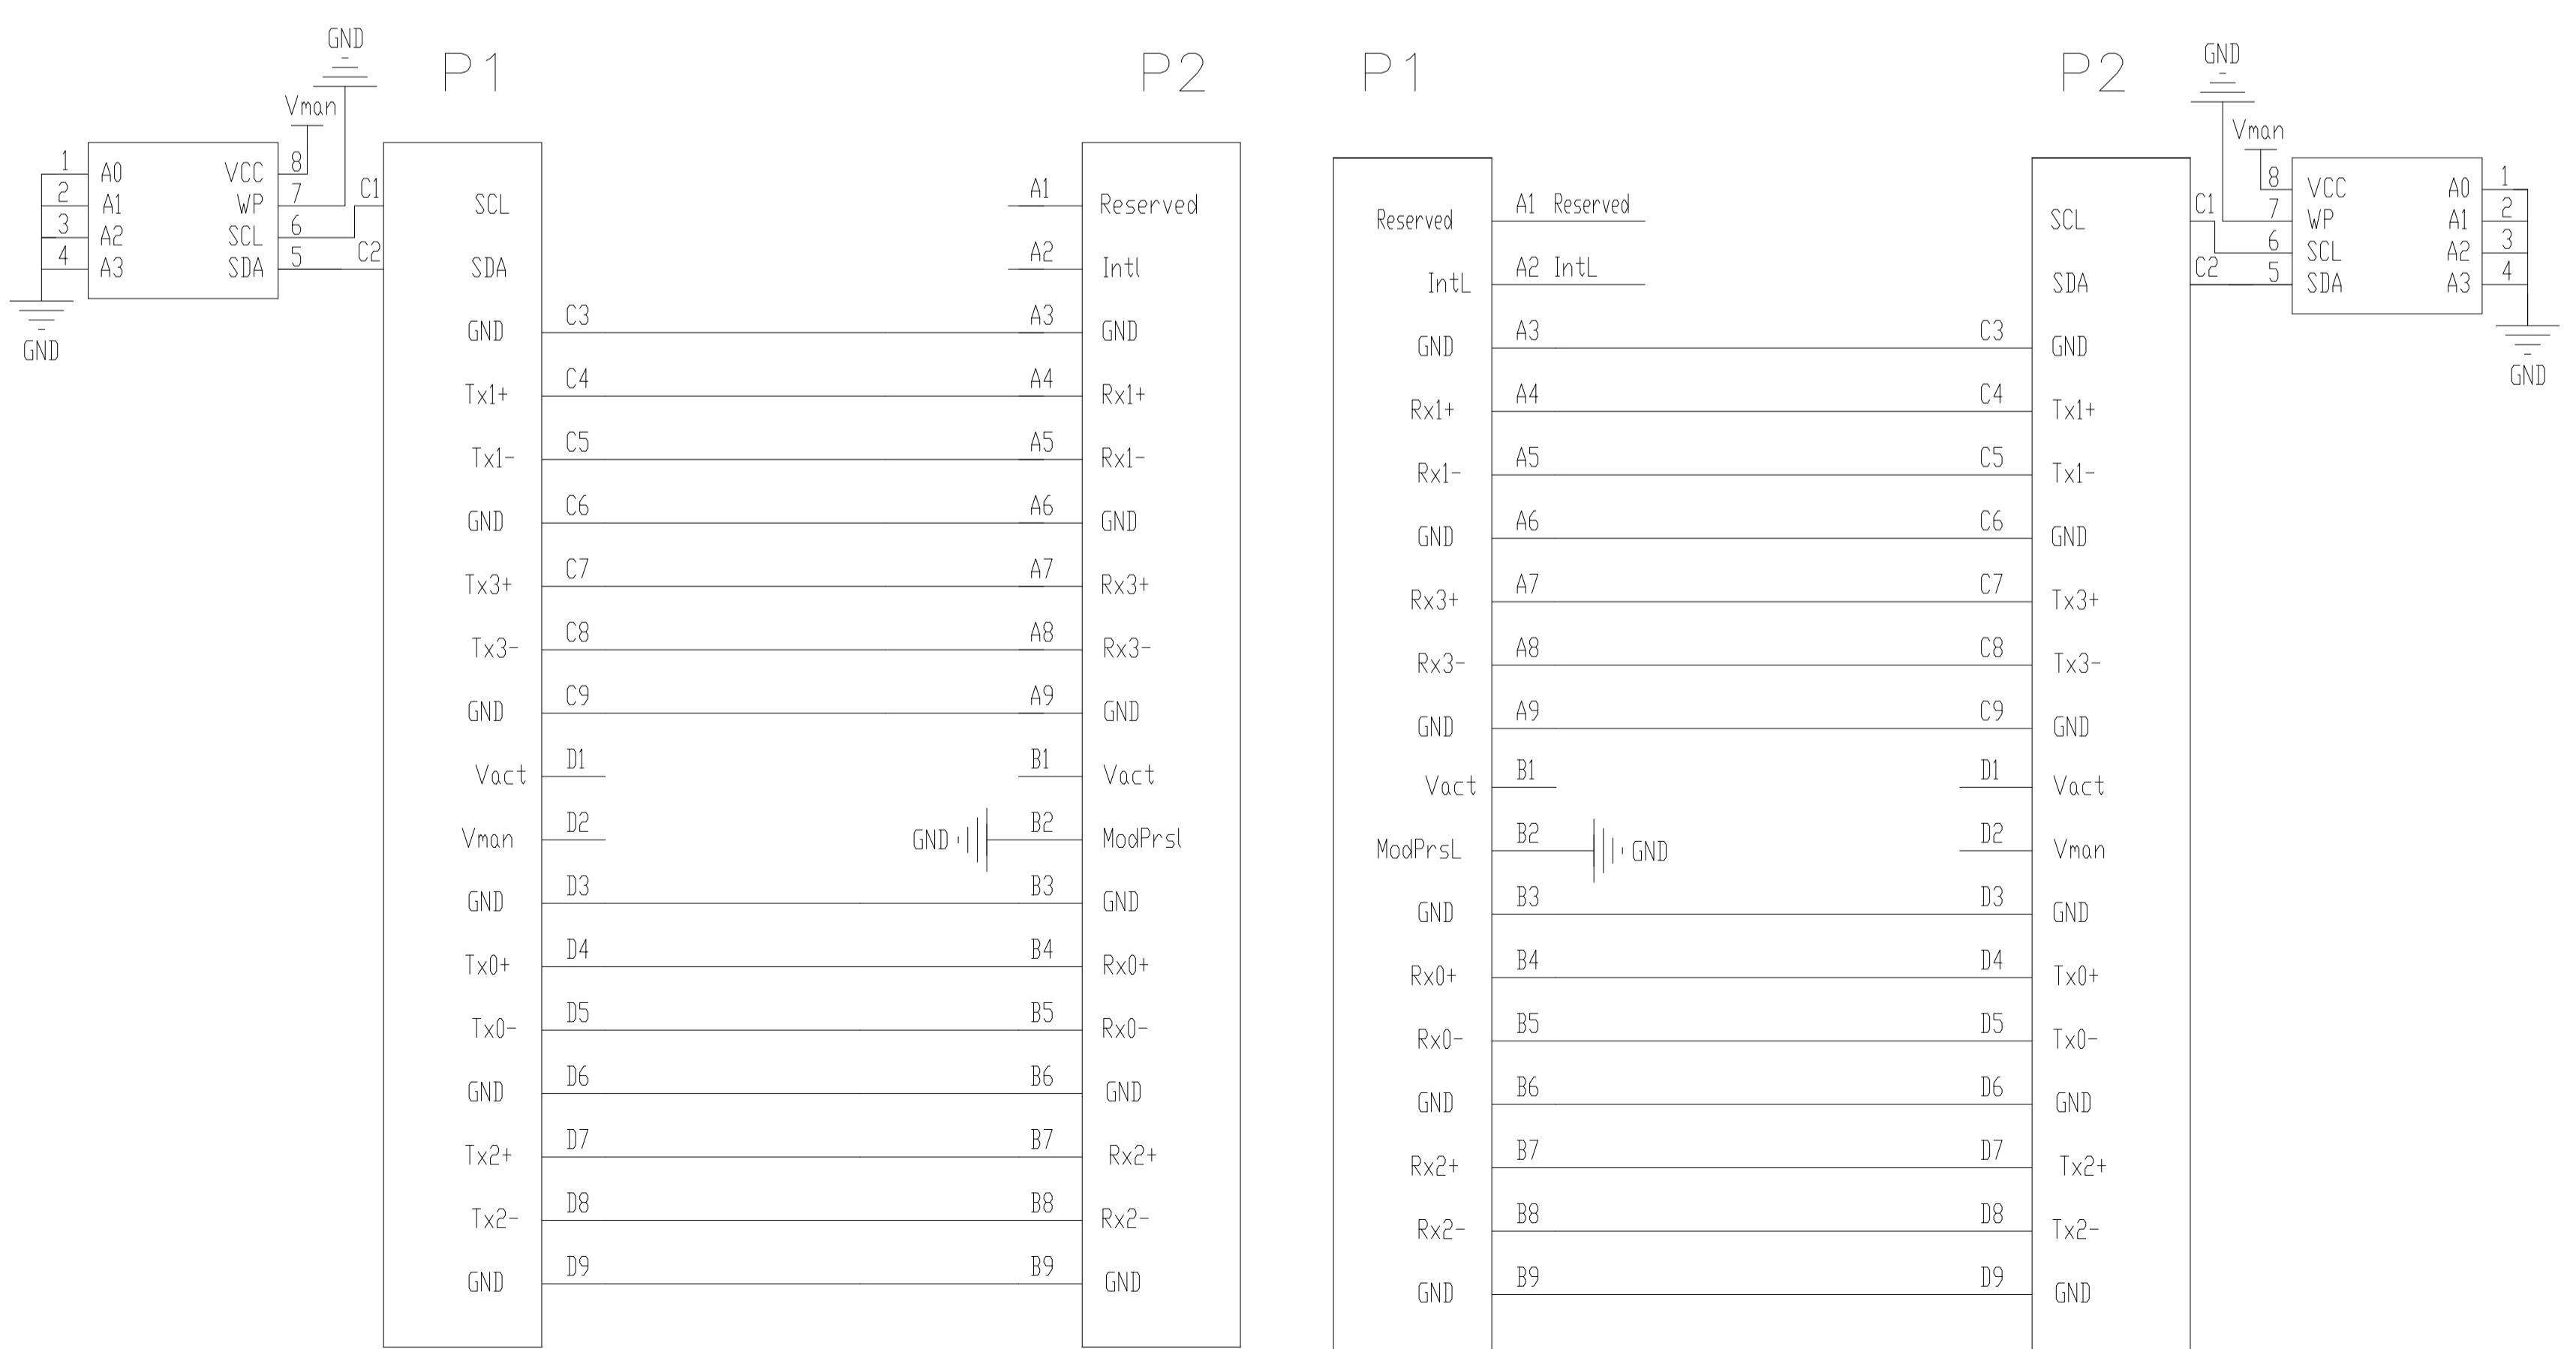 GND
Vman
P1
P2
1 A0 VCC 8
2 A1 WP 7
3 A2 SCL 6
4 A3 SDA 5
GND
C1 SCL A1 Reserved
C2 SDA A2 Intl
GND C3 A3 GND
Tx1+ C4 A4 Rx1+
Tx1- C5 A5 Rx1-
GND C6 A6 GND
Tx3+ C7 A7 Rx3+
Tx3- C8 A8 Rx3-
GND C9 A9 GND
Vact D1 B1 Vact
Vman D2 GND B2 ModPrsl
GND D3 B3 GND
Tx0+ D4 B4 Rx0+
Tx0- D5 B5 Rx0-
GND D6 B6 GND
Tx2+ D7 B7 Rx2+
Tx2- D8 B8 Rx2-
GND D9 B9 GND
P1
P2
GND
Vman
Reserved A1 Reserved SCL C1
IntL A2 IntL SDA C2
8 VCC A0 1
7 WP A1 2
6 SCL A2 3
5 SDA A3 4
GND
GND A3 C3 GND
Rx1+ A4 C4 Tx1+
Rx1- A5 C5 Tx1-
GND A6 C6 GND
Rx3+ A7 C7 Tx3+
Rx3- A8 C8 Tx3-
GND A9 C9 GND
Vact B1 D1 Vact
ModPrsL B2 GND D2 Vman
GND B3 D3 GND
Rx0+ B4 D4 Tx0+
Rx0- B5 D5 Tx0-
GND B6 D6 GND
Rx2+ B7 D7 Tx2+
Rx2- B8 D8 Tx2-
GND B9 D9 GND